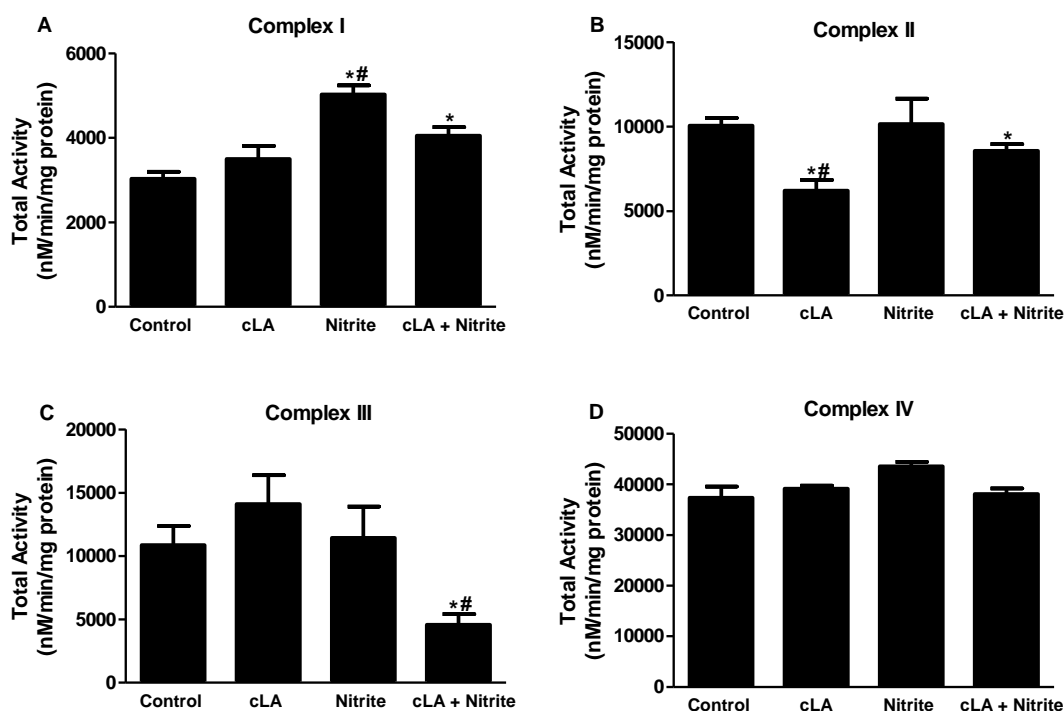 A
Complex I
Total Activity
(nM/min/mg protein)
6000
4000
2000
0
*#
*
Control cLA Nitrite cLA + Nitrite
B
Complex II
Total Activity
(nM/min/mg protein)
15000
10000
5000
0
*#
*
Control cLA Nitrite cLA + Nitrite
C
Complex III
Total Activity
(nM/min/mg protein)
20000
15000
10000
5000
0
*#
Control cLA Nitrite cLA + Nitrite
D
Complex IV
Total Activity
(nM/min/mg protein)
50000
40000
30000
20000
10000
0
Control cLA Nitrite cLA + Nitrite